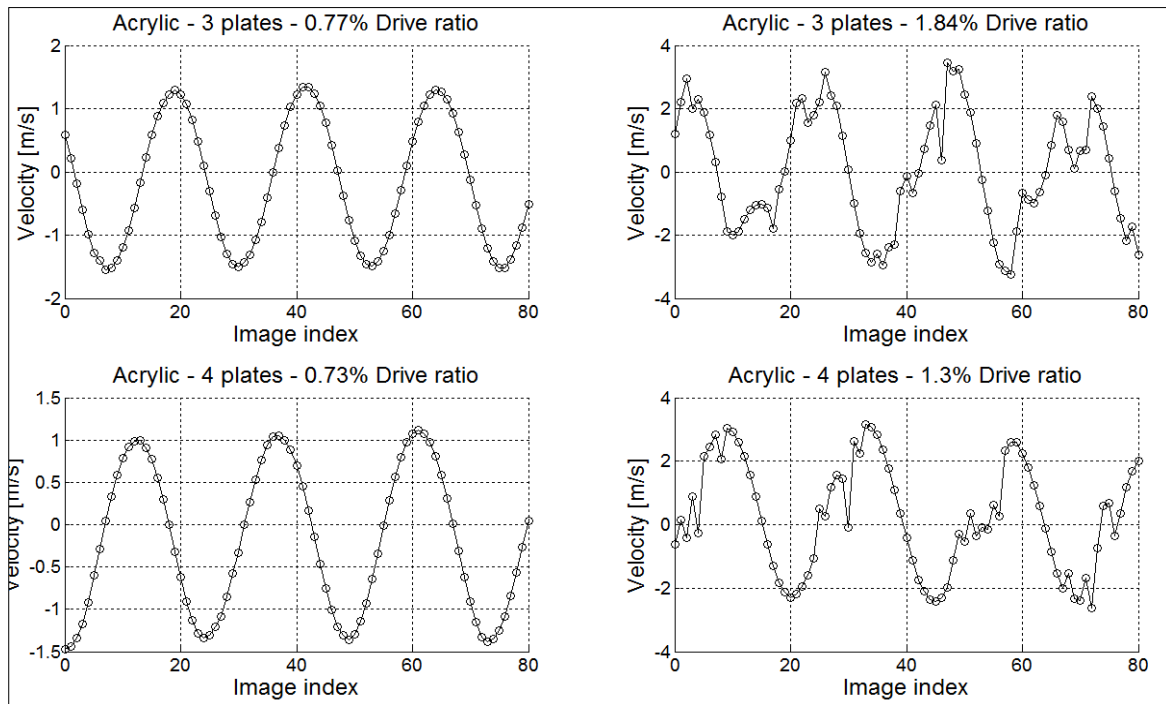 Acrylic - 3 plates - 0.77% Drive ratio
Velocity [m/s]
2
1
0
-1
-2
0 20 40 60 80
Image index
Acrylic - 3 plates - 1.84% Drive ratio
Velocity [m/s]
4
2
0
-2
-4
0 20 40 60 80
Image index
Acrylic - 4 plates - 0.73% Drive ratio
Velocity [m/s]
1.5
1
0.5
0
-0.5
-1
-1.5
0 20 40 60 80
Image index
Acrylic - 4 plates - 1.3% Drive ratio
Velocity [m/s]
4
2
0
-2
-4
0 20 40 60 80
Image index